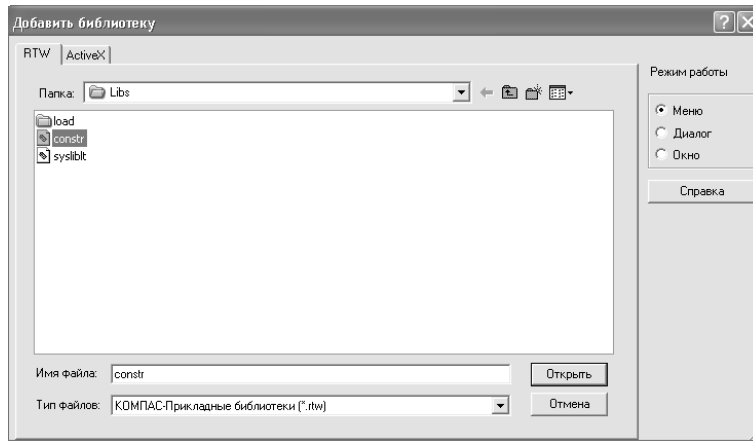 Добавить библиотеку
RTW ActiveX
Папка: Libs
load
constr
sysliblt
Имя файла: constr Открыть
Тип файлов: КОМПАС-Прикладные библиотеки (*.rtw) Отмена
Режим работы
Меню
Диалог
Окно
Справка